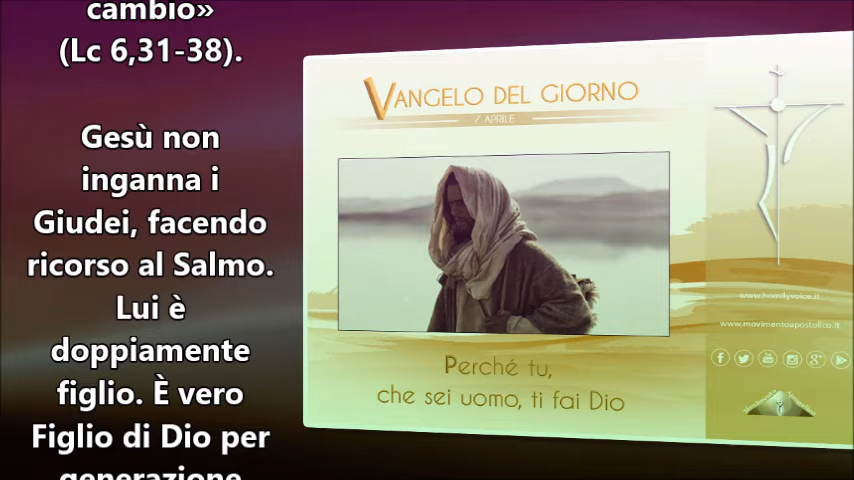 cambio»
(Lc 6,31-38).
Gesù non
inganna i
Giudei, facendo
ricorso al Salmo.
Lui è
doppiamente
figlio. È vero
Figlio di Dio per
generazione
VANGELO DEL GIORNO
7 APRILE
Perché tu,
che sei uomo, ti fai Dio
www.homilyvoice.it
www.movimentoapostolico.it